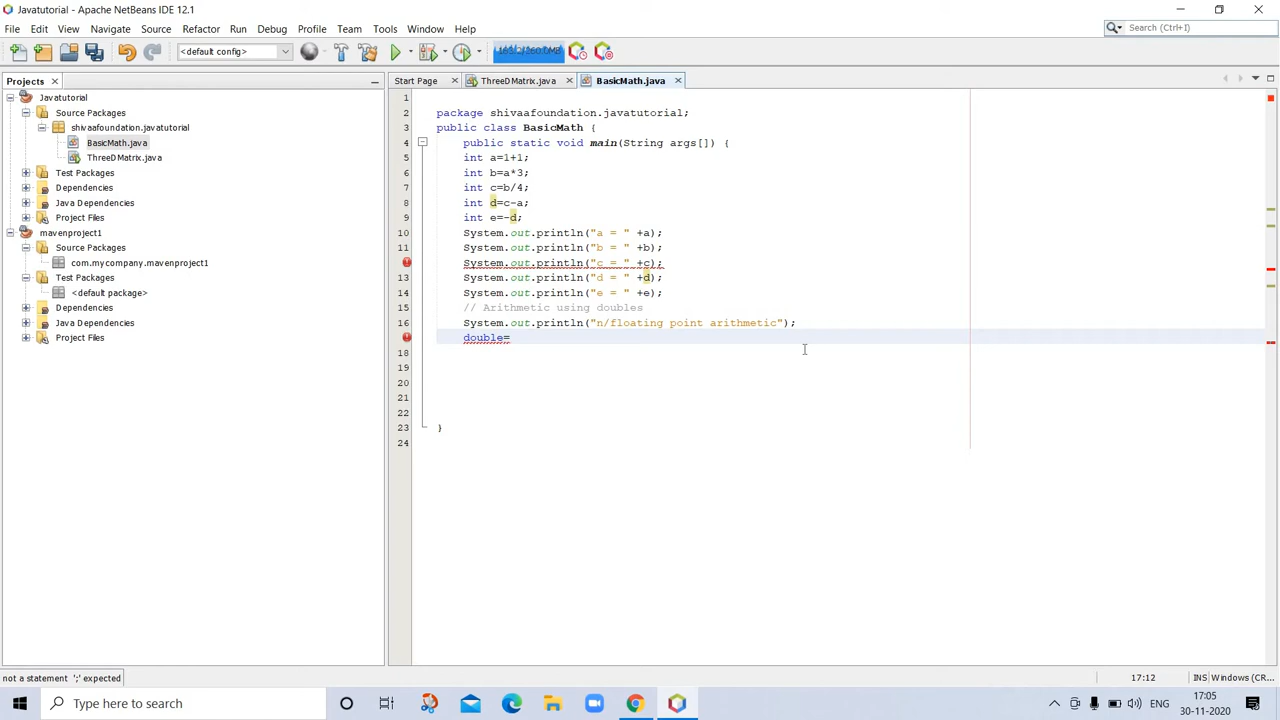 Javatutorial - Apache NetBeans IDE 12.1
File Edit View Navigate Source Refactor Run Debug Profile Team Tools Window Help
Search (Ctrl+I)
<default config>
Projects
Start Page
ThreeDMatrix.java
BasicMath.java
Javatutorial
Source Packages
shivaafoundation.javatutorial
BasicMath.java
ThreeDMatrix.java
Test Packages
Dependencies
Java Dependencies
Project Files
mavenproject1
Source Packages
com.mycompany.mavenproject1
Test Packages
<default package>
Dependencies
Java Dependencies
Project Files
1
2 package shivaafoundation.javatutorial;
3 public class BasicMath {
4 public static void main(String args[]) {
5 int a=1+1;
6 int b=a*3;
7 int c=b/4;
8 int d=c-a;
9 int e=-d;
10 System.out.println("a = " +a);
11 System.out.println("b = " +b);
System.out.println("c = " +c);
13 System.out.println("d = " +d);
14 System.out.println("e = " +e);
15 // Arithmetic using doubles
16 System.out.println("n/floating point arithmetic");
double=
18
19
20
21
22
23 }
24
not a statement ';' expected
17:12
INS
Windows (CR...
Type here to search
ENG
17:05
30-11-2020